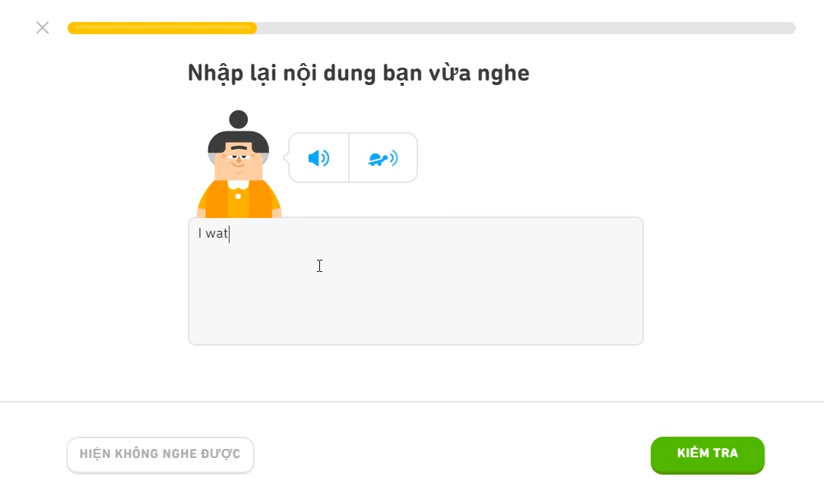 Nhập lại nội dung bạn vừa nghe
I wat
HIỆN KHÔNG NGHE ĐƯỢC
KIỂM TRA